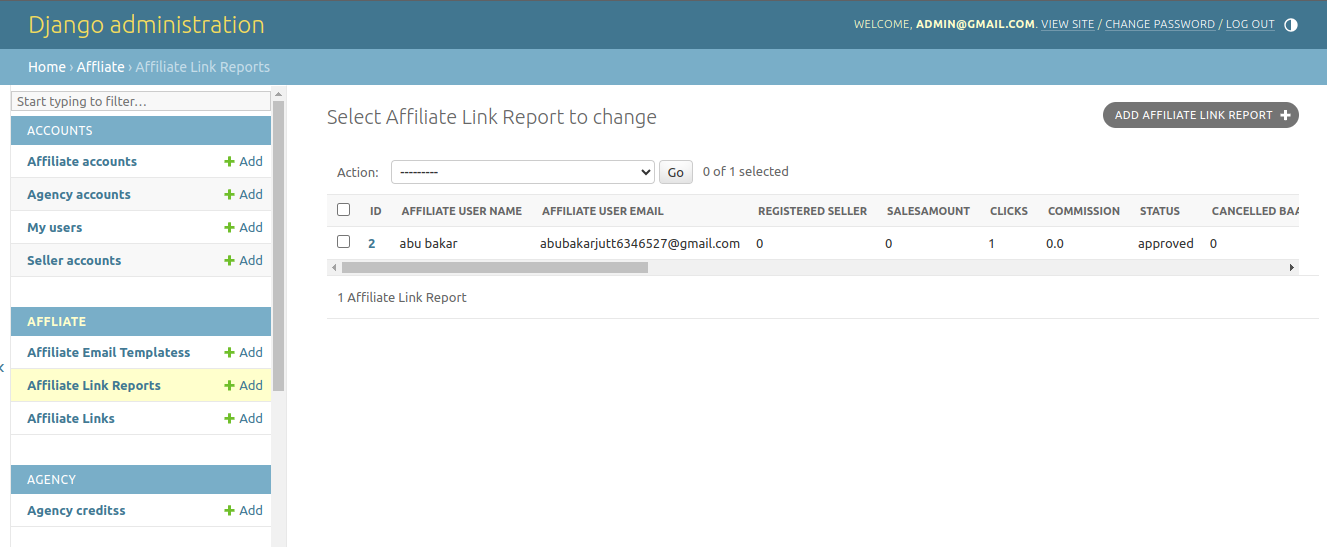 Django administration
WELCOME, ADMIN@GMAIL.COM. VIEW SITE / CHANGE PASSWORD / LOG OUT
Home › Affliate › Affiliate Link Reports
Start typing to filter…
ACCOUNTS
Affiliate accounts + Add
Agency accounts + Add
My users + Add
Seller accounts + Add
AFFLIATE
Affiliate Email Templatess + Add
Affiliate Link Reports + Add
Affiliate Links + Add
AGENCY
Agency creditss + Add
Select Affiliate Link Report to change
ADD AFFILIATE LINK REPORT +
Action: --------- Go 0 of 1 selected
ID AFFILIATE USER NAME AFFILIATE USER EMAIL REGISTERED SELLER SALESAMOUNT CLICKS COMMISSION STATUS CANCELLED BAA
2 abu bakar abubakarjutt6346527@gmail.com 0 0 1 0.0 approved 0
1 Affiliate Link Report